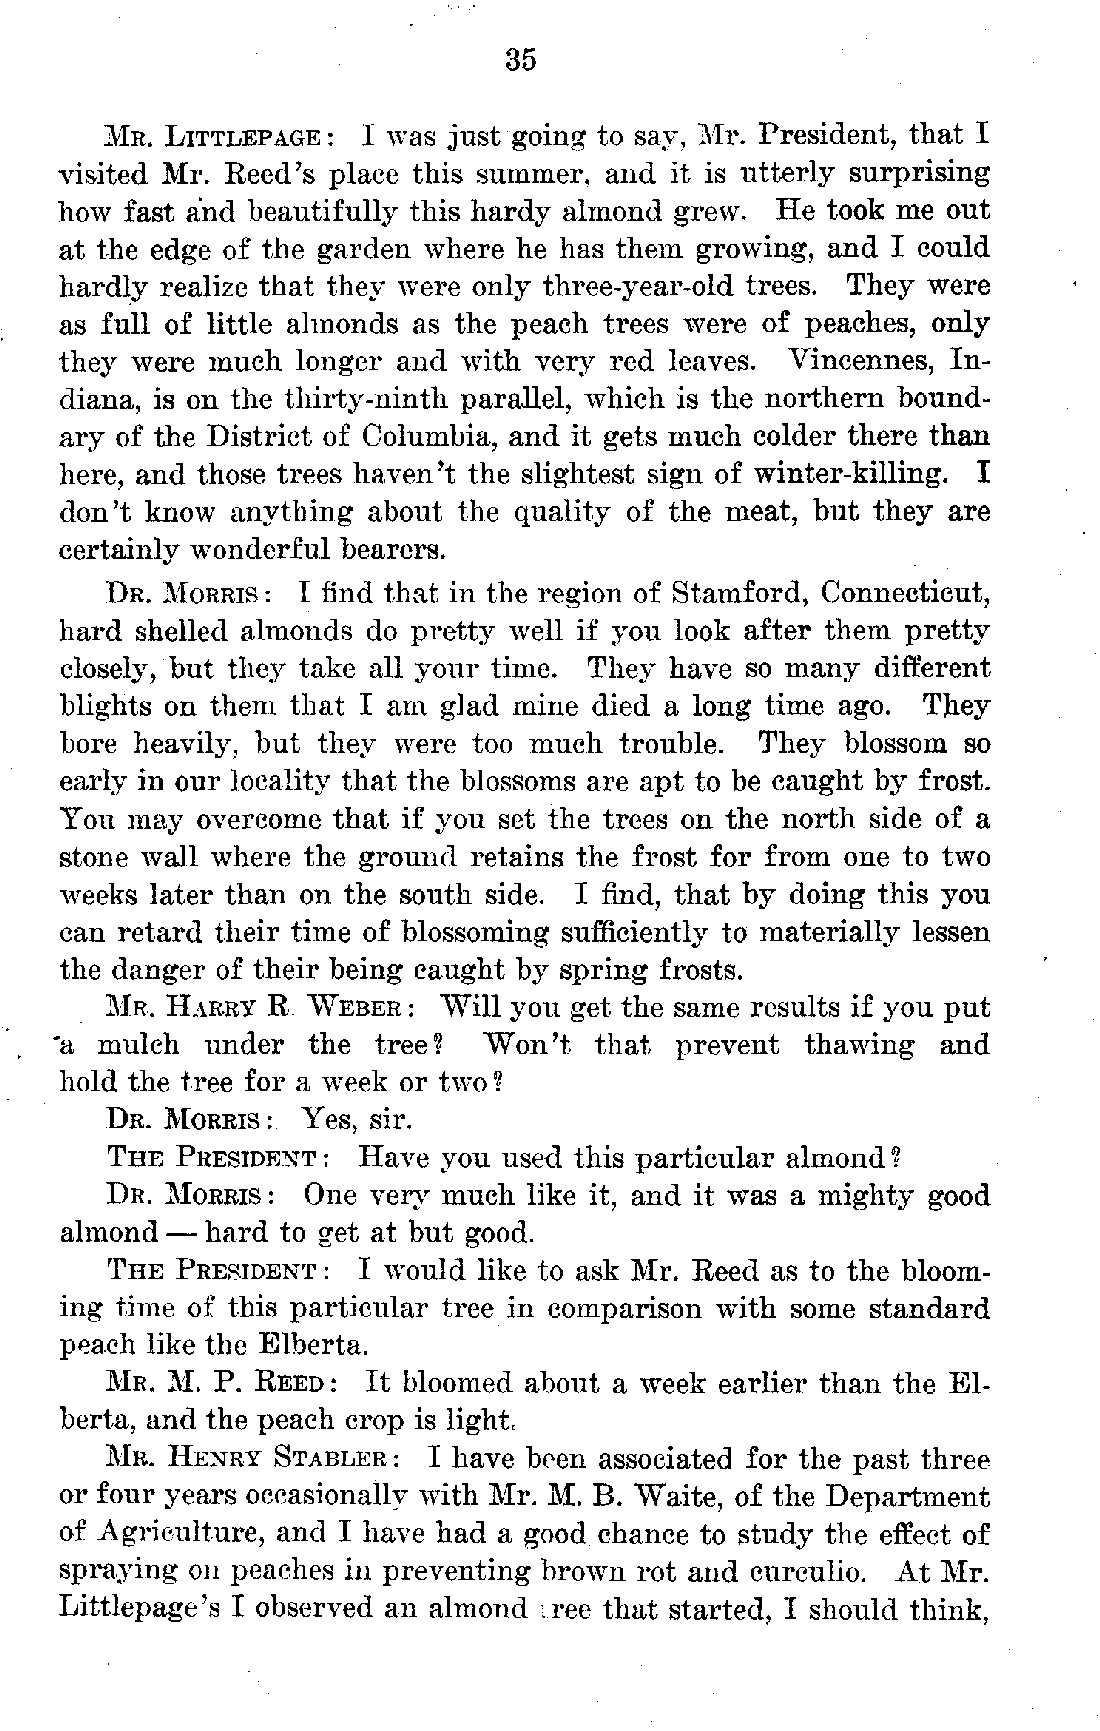 35
MR. LITTLEPAGE: I was just going to say, Mr. President, that I
visited Mr. Reed's place this summer, and it is utterly surprising
how fast and beautifully this hardy almond grew. He took me out
at the edge of the garden where he has them growing, and I could
hardly realize that they were only three-year-old trees. They were
as full of little almonds as the peach trees were of peaches, only
they were much longer and with very red leaves. Vincennes, In-
diana, is on the thirty-ninth parallel, which is the northern bound-
ary of the District of Columbia, and it gets much colder there than
here, and those trees haven't the slightest sign of winter-killing. I
don't know anything about the quality of the meat, but they are
certainly wonderful bearers.
DR. MORRIS: I find that in the region of Stamford, Connecticut,
hard shelled almonds do pretty well if you look after them pretty
closely, but they take all your time. They have so many different
blights on them that I am glad mine died a long time ago. They
bore heavily, but they were too much trouble. They blossom so
early in our locality that the blossoms are apt to be caught by frost.
You may overcome that if you set the trees on the north side of a
stone wall where the ground retains the frost for from one to two
weeks later than on the south side. I find, that by doing this you
can retard their time of blossoming sufficiently to materially lessen
the danger of their being caught by spring frosts.
MR. HARRY R. WEBER: Will you get the same results if you put
a mulch under the tree? Won't that prevent thawing and
hold the tree for a week or two?
DR. MORRIS: Yes, sir.
THE PRESIDENT: Have you used this particular almond?
DR. MORRIS: One very much like it, and it was a mighty good
almond — hard to get at but good.
THE PRESIDENT: I would like to ask Mr. Reed as to the bloom-
ing time of this particular tree in comparison with some standard
peach like the Elberta.
MR. M. P. REED: It bloomed about a week earlier than the El-
berta, and the peach crop is light.
MR. HENRY STABLER: I have been associated for the past three
or four years occasionally with Mr. M. B. Waite, of the Department
of Agriculture, and I have had a good chance to study the effect of
spraying on peaches in preventing brown rot and curculio. At Mr.
Littlepage's I observed an almond tree that started, I should think,